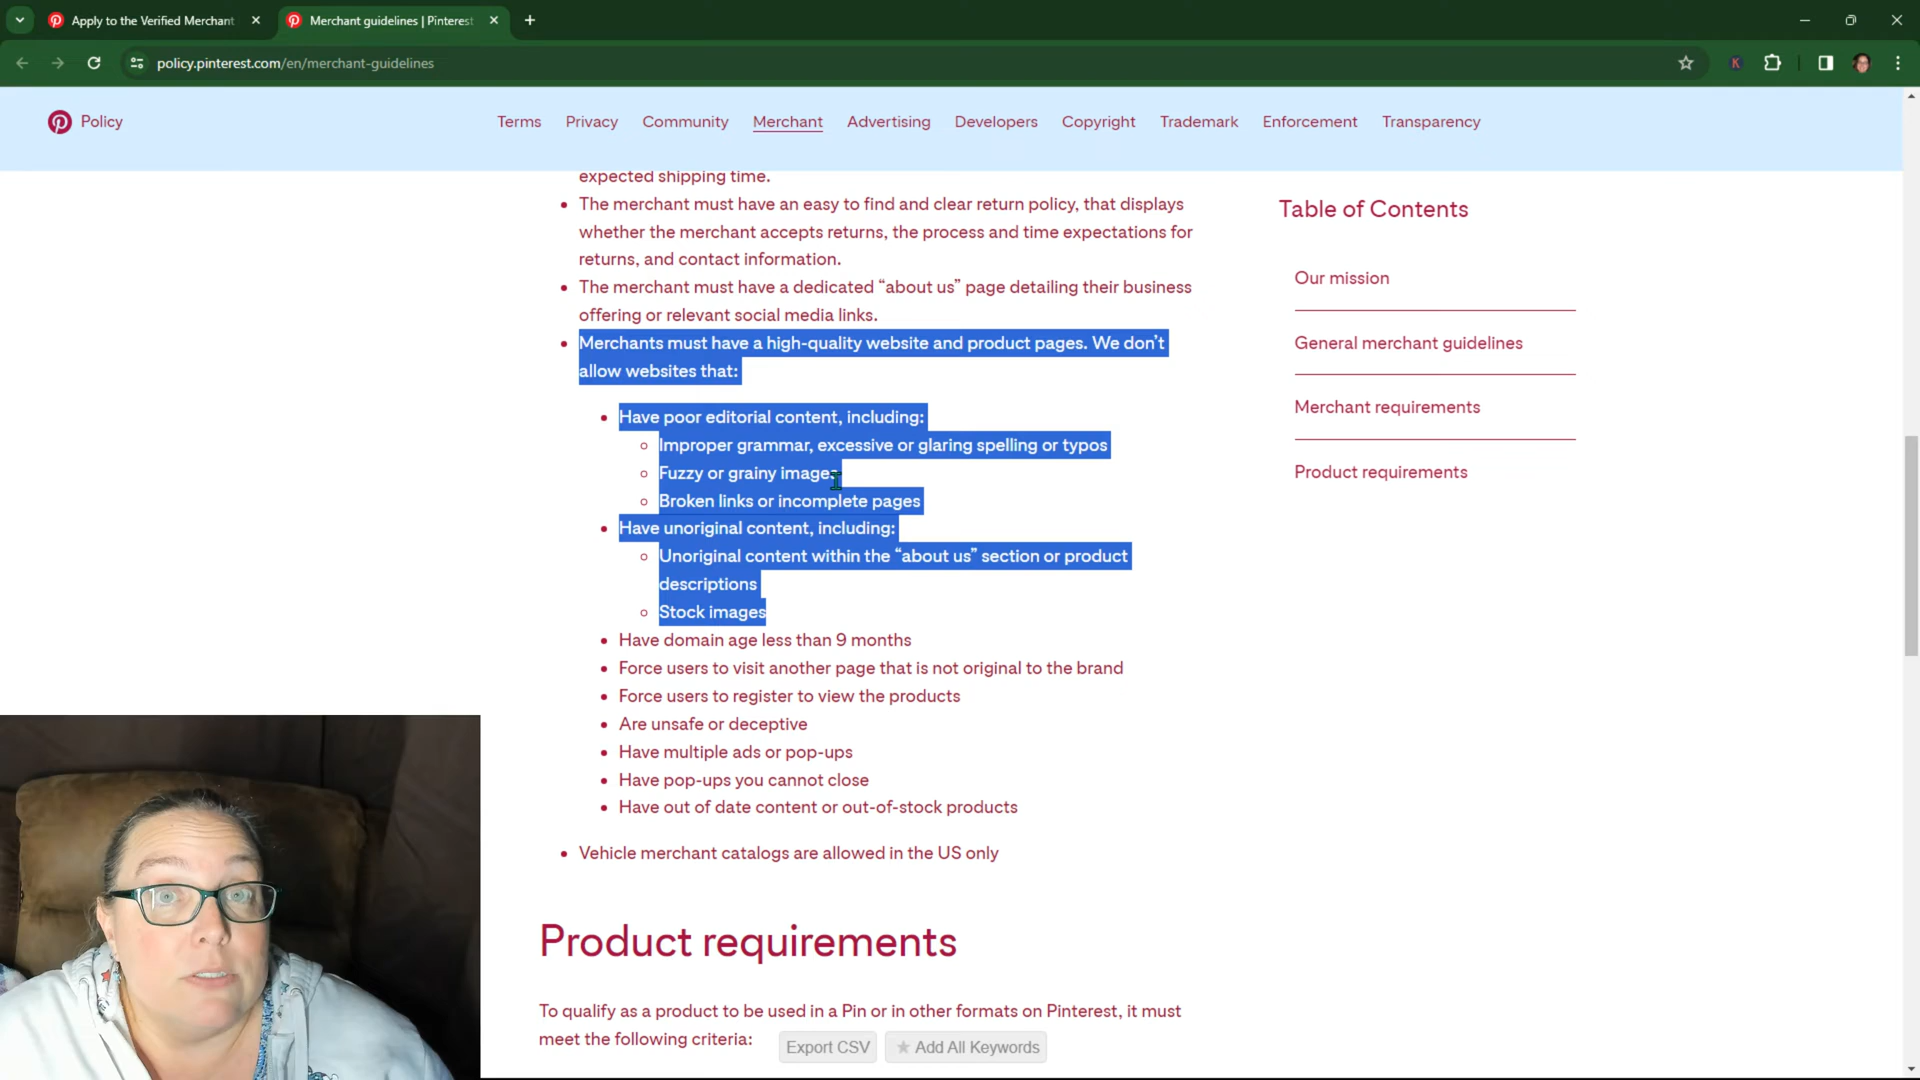 Apply to the Verified Merchant
Merchant guidelines | Pinterest
policy.pinterest.com/en/merchant-guidelines
K
Policy
Terms
Privacy
Community
Merchant
Advertising
Developers
Copyright
Trademark
Enforcement
Transparency
expected shipping time.
The merchant must have an easy to find and clear return policy, that displays
whether the merchant accepts returns, the process and time expectations for
returns, and contact information.
The merchant must have a dedicated “about us” page detailing their business
offering or relevant social media links.
Merchants must have a high-quality website and product pages. We don’t
allow websites that:
Have poor editorial content, including:
Improper grammar, excessive or glaring spelling or typos
Fuzzy or grainy images
Broken links or incomplete pages
Have unoriginal content, including:
Unoriginal content within the “about us” section or product
descriptions
Stock images
Have domain age less than 9 months
Force users to visit another page that is not original to the brand
Force users to register to view the products
Are unsafe or deceptive
Have multiple ads or pop-ups
Have pop-ups you cannot close
Have out of date content or out-of-stock products
Vehicle merchant catalogs are allowed in the US only
Product requirements
To qualify as a product to be used in a Pin or in other formats on Pinterest, it must
meet the following criteria:
Export CSV
Add All Keywords
Table of Contents
Our mission
General merchant guidelines
Merchant requirements
Product requirements